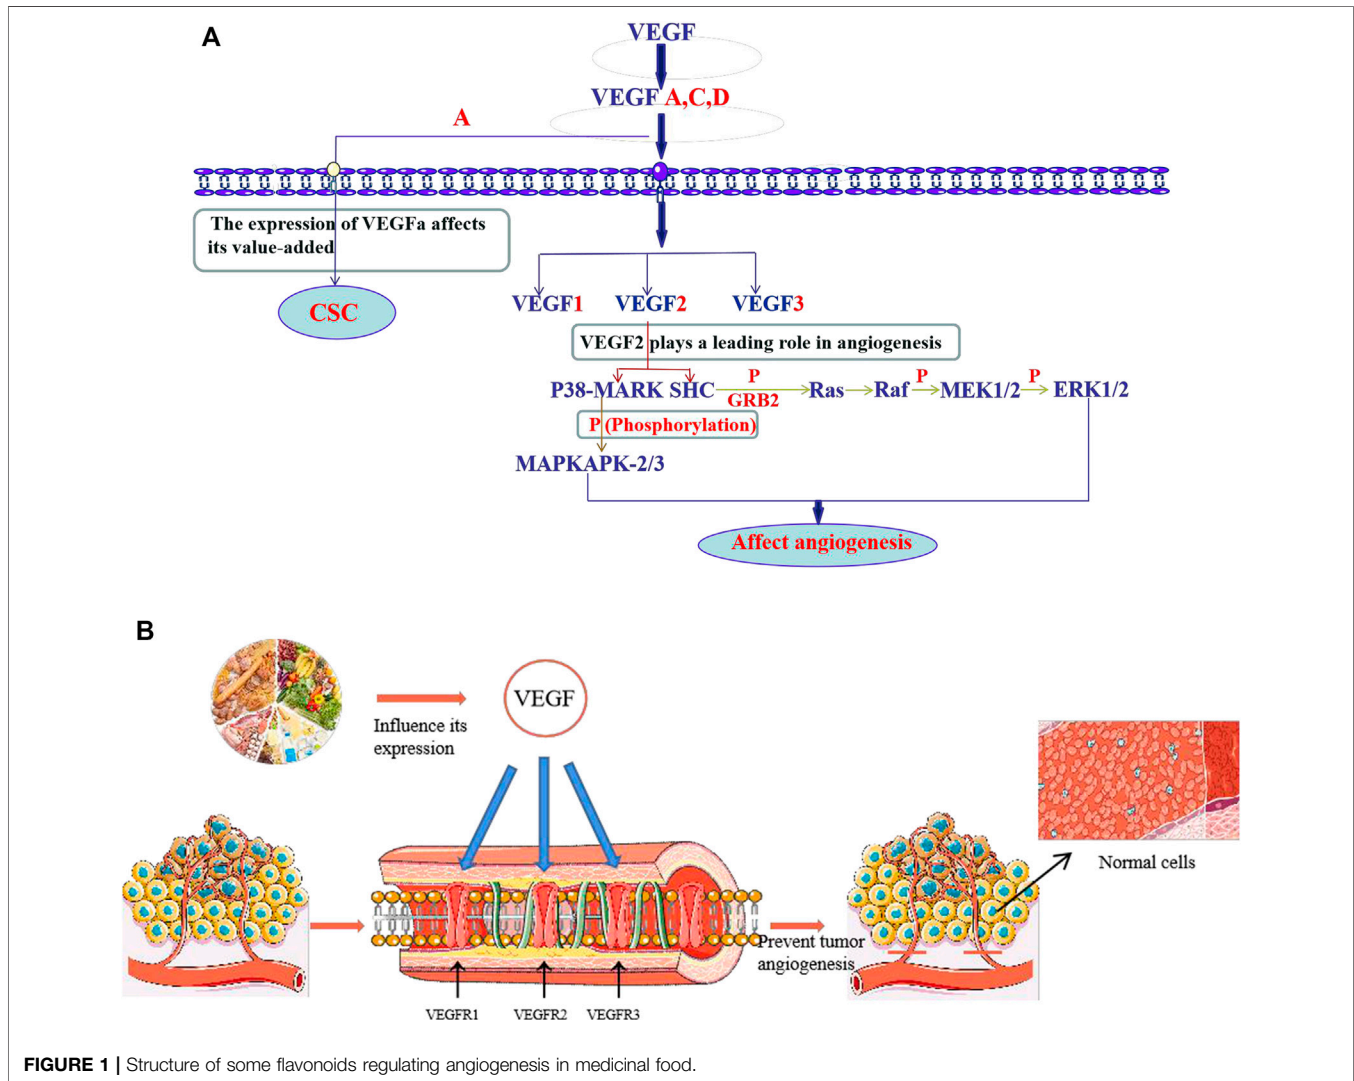 A
VEGF
VEGF A,C,D
A
The expression of VEGFa affects
its value-added
CSC
VEGF1 VEGF2 VEGF3
VEGF2 plays a leading role in angiogenesis
P38-MARK SHC P GRB2 Ras Raf P MEK1/2 P ERK1/2
P (Phosphorylation)
MAPKAPK-2/3
Affect angiogenesis
B
VEGF
Influence its
expression
Normal cells
Prevent tumor
angiogenesis
VEGFR1 VEGFR2 VEGFR3
FIGURE 1 | Structure of some flavonoids regulating angiogenesis in medicinal food.